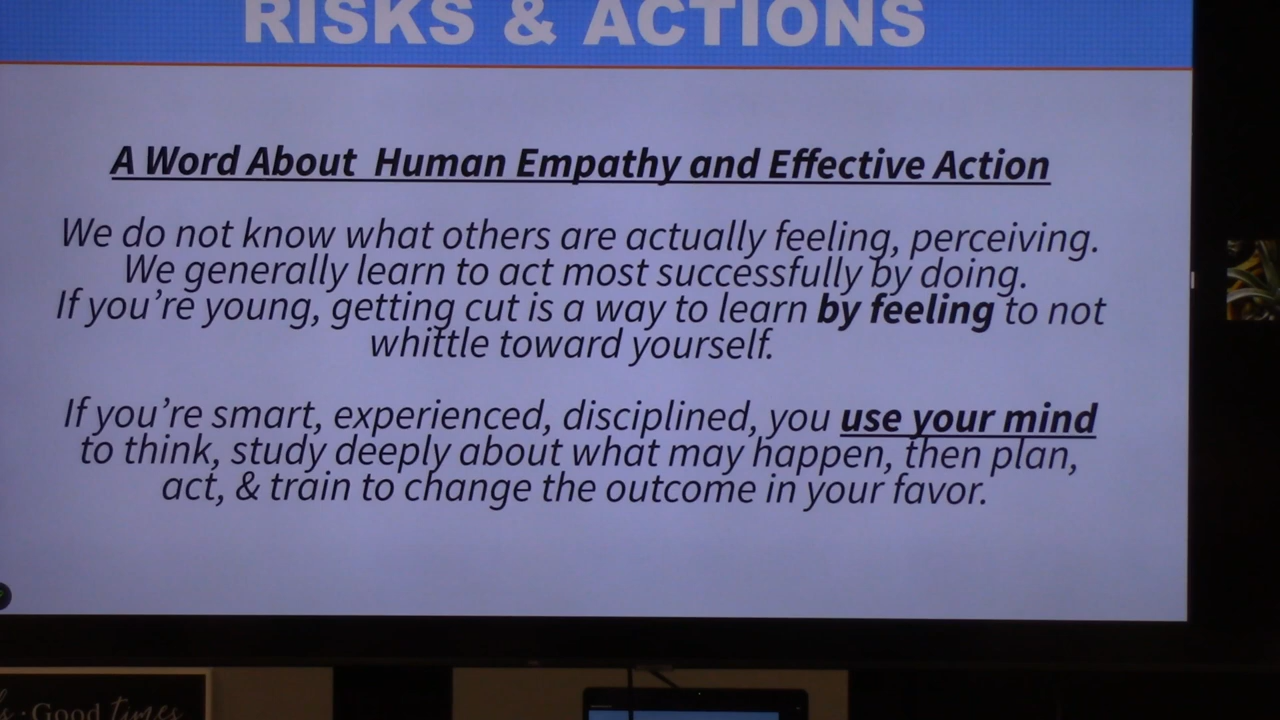 RISKS & ACTIONS
A Word About Human Empathy and Effective Action
We do not know what others are actually feeling, perceiving.
We generally learn to act most successfully by doing.
If you’re young, getting cut is a way to learn by feeling to not
whittle toward yourself.
If you’re smart, experienced, disciplined, you use your mind
to think, study deeply about what may happen, then plan,
act, & train to change the outcome in your favor.
Good times